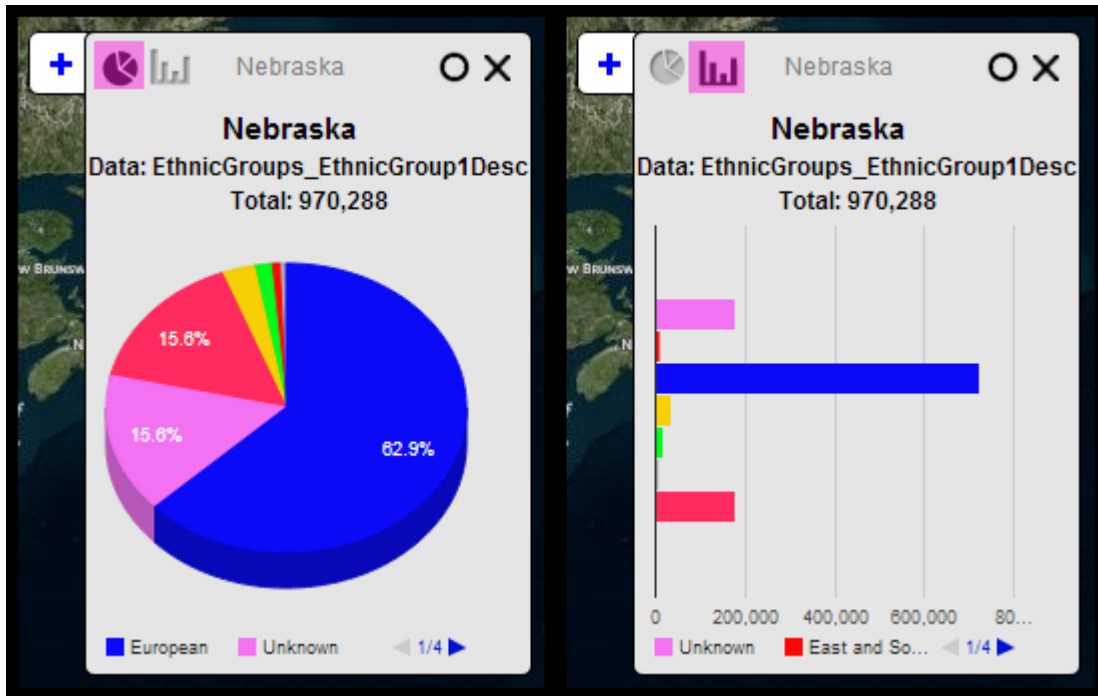 + Nebraska
Nebraska
Data: EthnicGroups_EthnicGroup1Desc
Total: 970,288
W BRUNSW
N
15.6%
15.6%
62.9%
European Unknown 1/4
+ Nebraska
Nebraska
Data: EthnicGroups_EthnicGroup1Desc
Total: 970,288
W BRUNSW
N
0 200,000 400,000 600,000 80...
Unknown East and So... 1/4